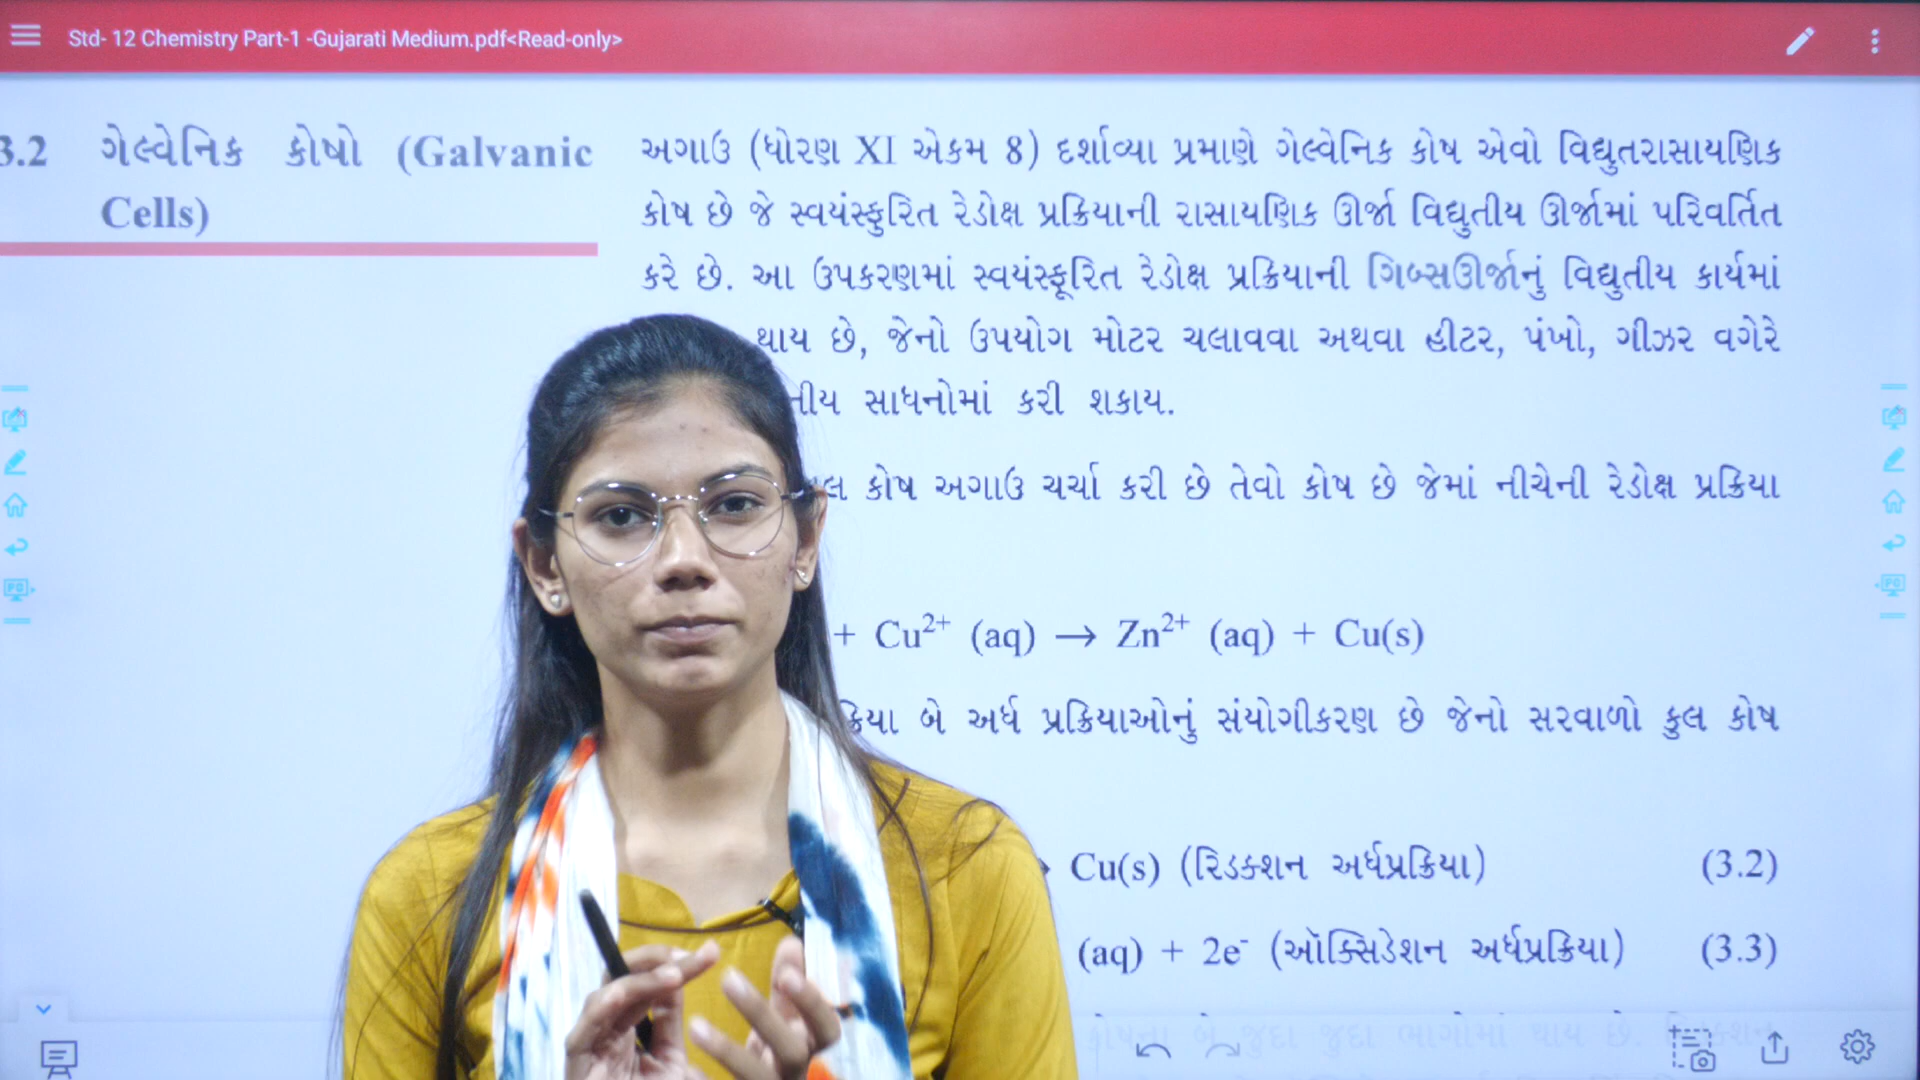 Std- 12 Chemistry Part-1 -Gujarati Medium.pdf<Read-only>
3.2 ગેલ્વેનિક કોષો (Galvanic
Cells)
અગાઉ (ધોરણ XI એકમ 8) દર્શાવ્યા પ્રમાણે ગેલ્વેનિક કોષ એવો વિદ્યુતરાસાયણિક
કોષ છે જે સ્વયંસ્ફુરિત રેડોક્ષ પ્રક્રિયાની રાસાયણિક ઊર્જા વિદ્યુતીય ઊર્જામાં પરિવર્તિત
કરે છે. આ ઉપકરણમાં સ્વયંસ્ફૂરિત રેડોક્ષ પ્રક્રિયાની ગિબ્સઊર્જાનું વિદ્યુતીય કાર્યમાં
થાય છે, જેનો ઉપયોગ મોટર ચલાવવા અથવા હીટર, પંખો, ગીઝર વગેરે
સાધનોમાં કરી શકાય.
કોષ અગાઉ ચર્ચા કરી છે તેવો કોષ છે જેમાં નીચેની રેડોક્ષ પ્રક્રિયા
+ Cu²⁺ (aq) → Zn²⁺ (aq) + Cu(s)
બે અર્ધ પ્રક્રિયાઓનું સંયોગીકરણ છે જેનો સરવાળો કુલ કોષ
Cu(s) (રિડક્શન અર્ધપ્રક્રિયા) (3.2)
(aq) + 2e⁻ (ઑક્સિડેશન અર્ધપ્રક્રિયા) (3.3)
કોષના બે જુદા જુદા ભાગોમાં થાય છે. રિડક્શન